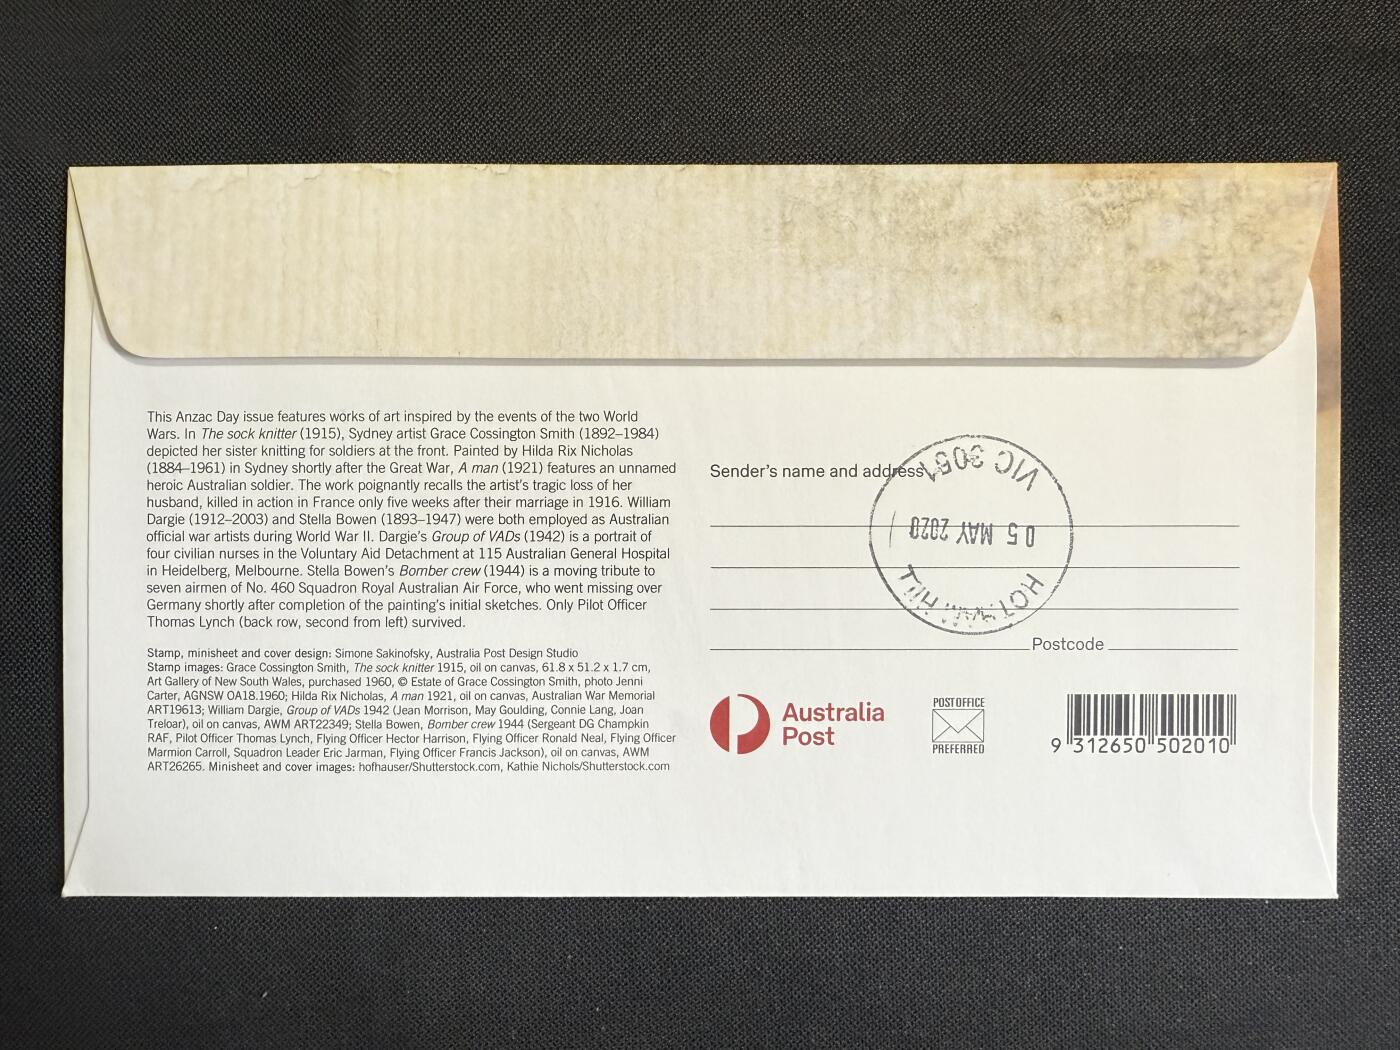 This Anzac Day issue features works of art inspired by the events of the two World
Wars. In The sock knitter (1915), Sydney artist Grace Cossington Smith (1892–1984)
depicted her sister knitting for soldiers at the front. Painted by Hilda Rix Nicholas
(1884–1961) in Sydney shortly after the Great War, A man (1921) features an unnamed
heroic Australian soldier. The work poignantly recalls the artist's tragic loss of her
husband, killed in action in France only five weeks after their marriage in 1916. William
Dargie (1912–2003) and Stella Bowen (1893–1947) were both employed as Australian
official war artists during World War II. Dargie's Group of VADs (1942) is a portrait of
four civilian nurses in the Voluntary Aid Detachment at 115 Australian General Hospital
in Heidelberg, Melbourne. Stella Bowen's Bomber crew (1944) is a moving tribute to
seven airmen of No. 460 Squadron Royal Australian Air Force, who went missing over
Germany shortly after completion of the painting's initial sketches. Only Pilot Officer
Thomas Lynch (back row, second from left) survived.
Stamp, minisheet and cover design: Simone Sakinofsky, Australia Post Design Studio
Stamp images: Grace Cossington Smith, The sock knitter 1915, oil on canvas, 61.8 x 51.2 x 1.7 cm,
Art Gallery of New South Wales, purchased 1960, © Estate of Grace Cossington Smith, photo Jenni
Carter, AGNSW OA18.1960; Hilda Rix Nicholas, A man 1921, oil on canvas, Australian War Memorial
ART19613; William Dargie, Group of VADs 1942 (Jean Morrison, May Goulding, Connie Lang, Joan
Treloar), oil on canvas, AWM ART22349; Stella Bowen, Bomber crew 1944 (Sergeant DG Champkin
RAF, Pilot Officer Thomas Lynch, Flying Officer Hector Harrison, Flying Officer Ronald Neal, Flying Officer
Marmion Carroll, Squadron Leader Eric Jarman, Flying Officer Francis Jackson), oil on canvas, AWM
ART26265. Minisheet and cover images: hofhauser/Shutterstock.com, Kathie Nichols/Shutterstock.com
Sender's name and address
HOTHAM HILL
05 MAY 2020
VIC 3051
Postcode
Australia
Post
POST OFFICE
PREFERRED
9 312650 502010